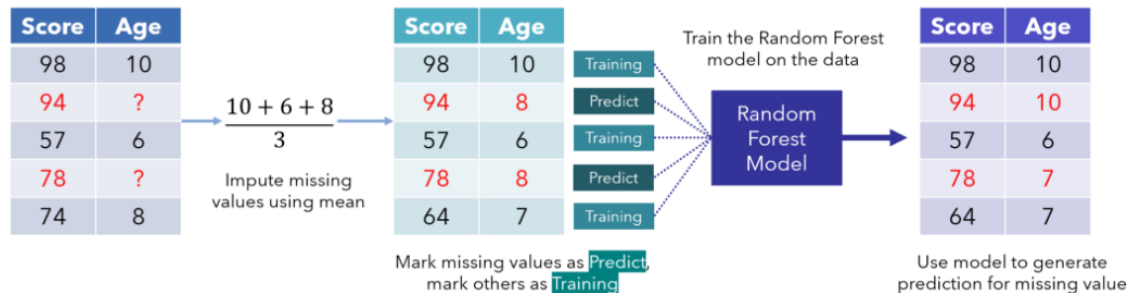 Score Age
98 10
94 ?
57 6
78 ?
74 8
10 + 6 + 8
3
Impute missing
values using mean
Score Age
98 10
94 8
57 6
78 8
64 7
Mark missing values as Predict,
mark others as Training
Training
Predict
Training
Predict
Training
Train the Random Forest
model on the data
Random
Forest
Model
Score Age
98 10
94 10
57 6
78 7
64 7
Use model to generate
prediction for missing value